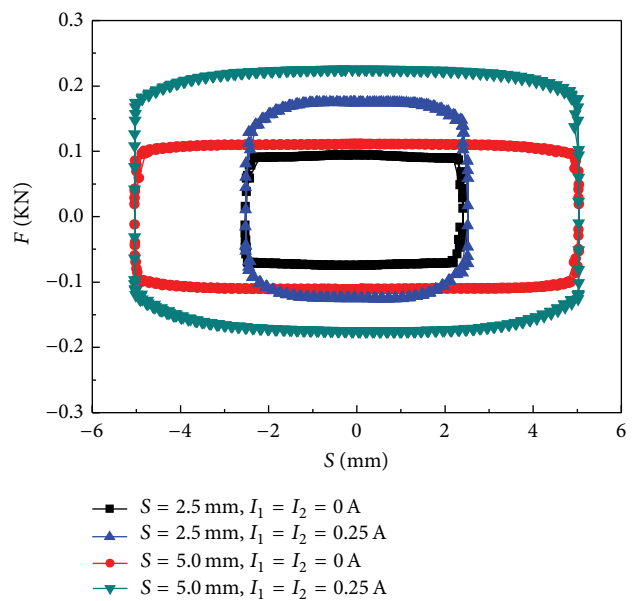 0.3
0.2
0.1
0.0
−0.1
−0.2
−0.3
F (KN)
−6
−4
−2
0
2
4
6
S (mm)
S = 2.5 mm, I₁ = I₂ = 0 A
S = 2.5 mm, I₁ = I₂ = 0.25 A
S = 5.0 mm, I₁ = I₂ = 0 A
S = 5.0 mm, I₁ = I₂ = 0.25 A